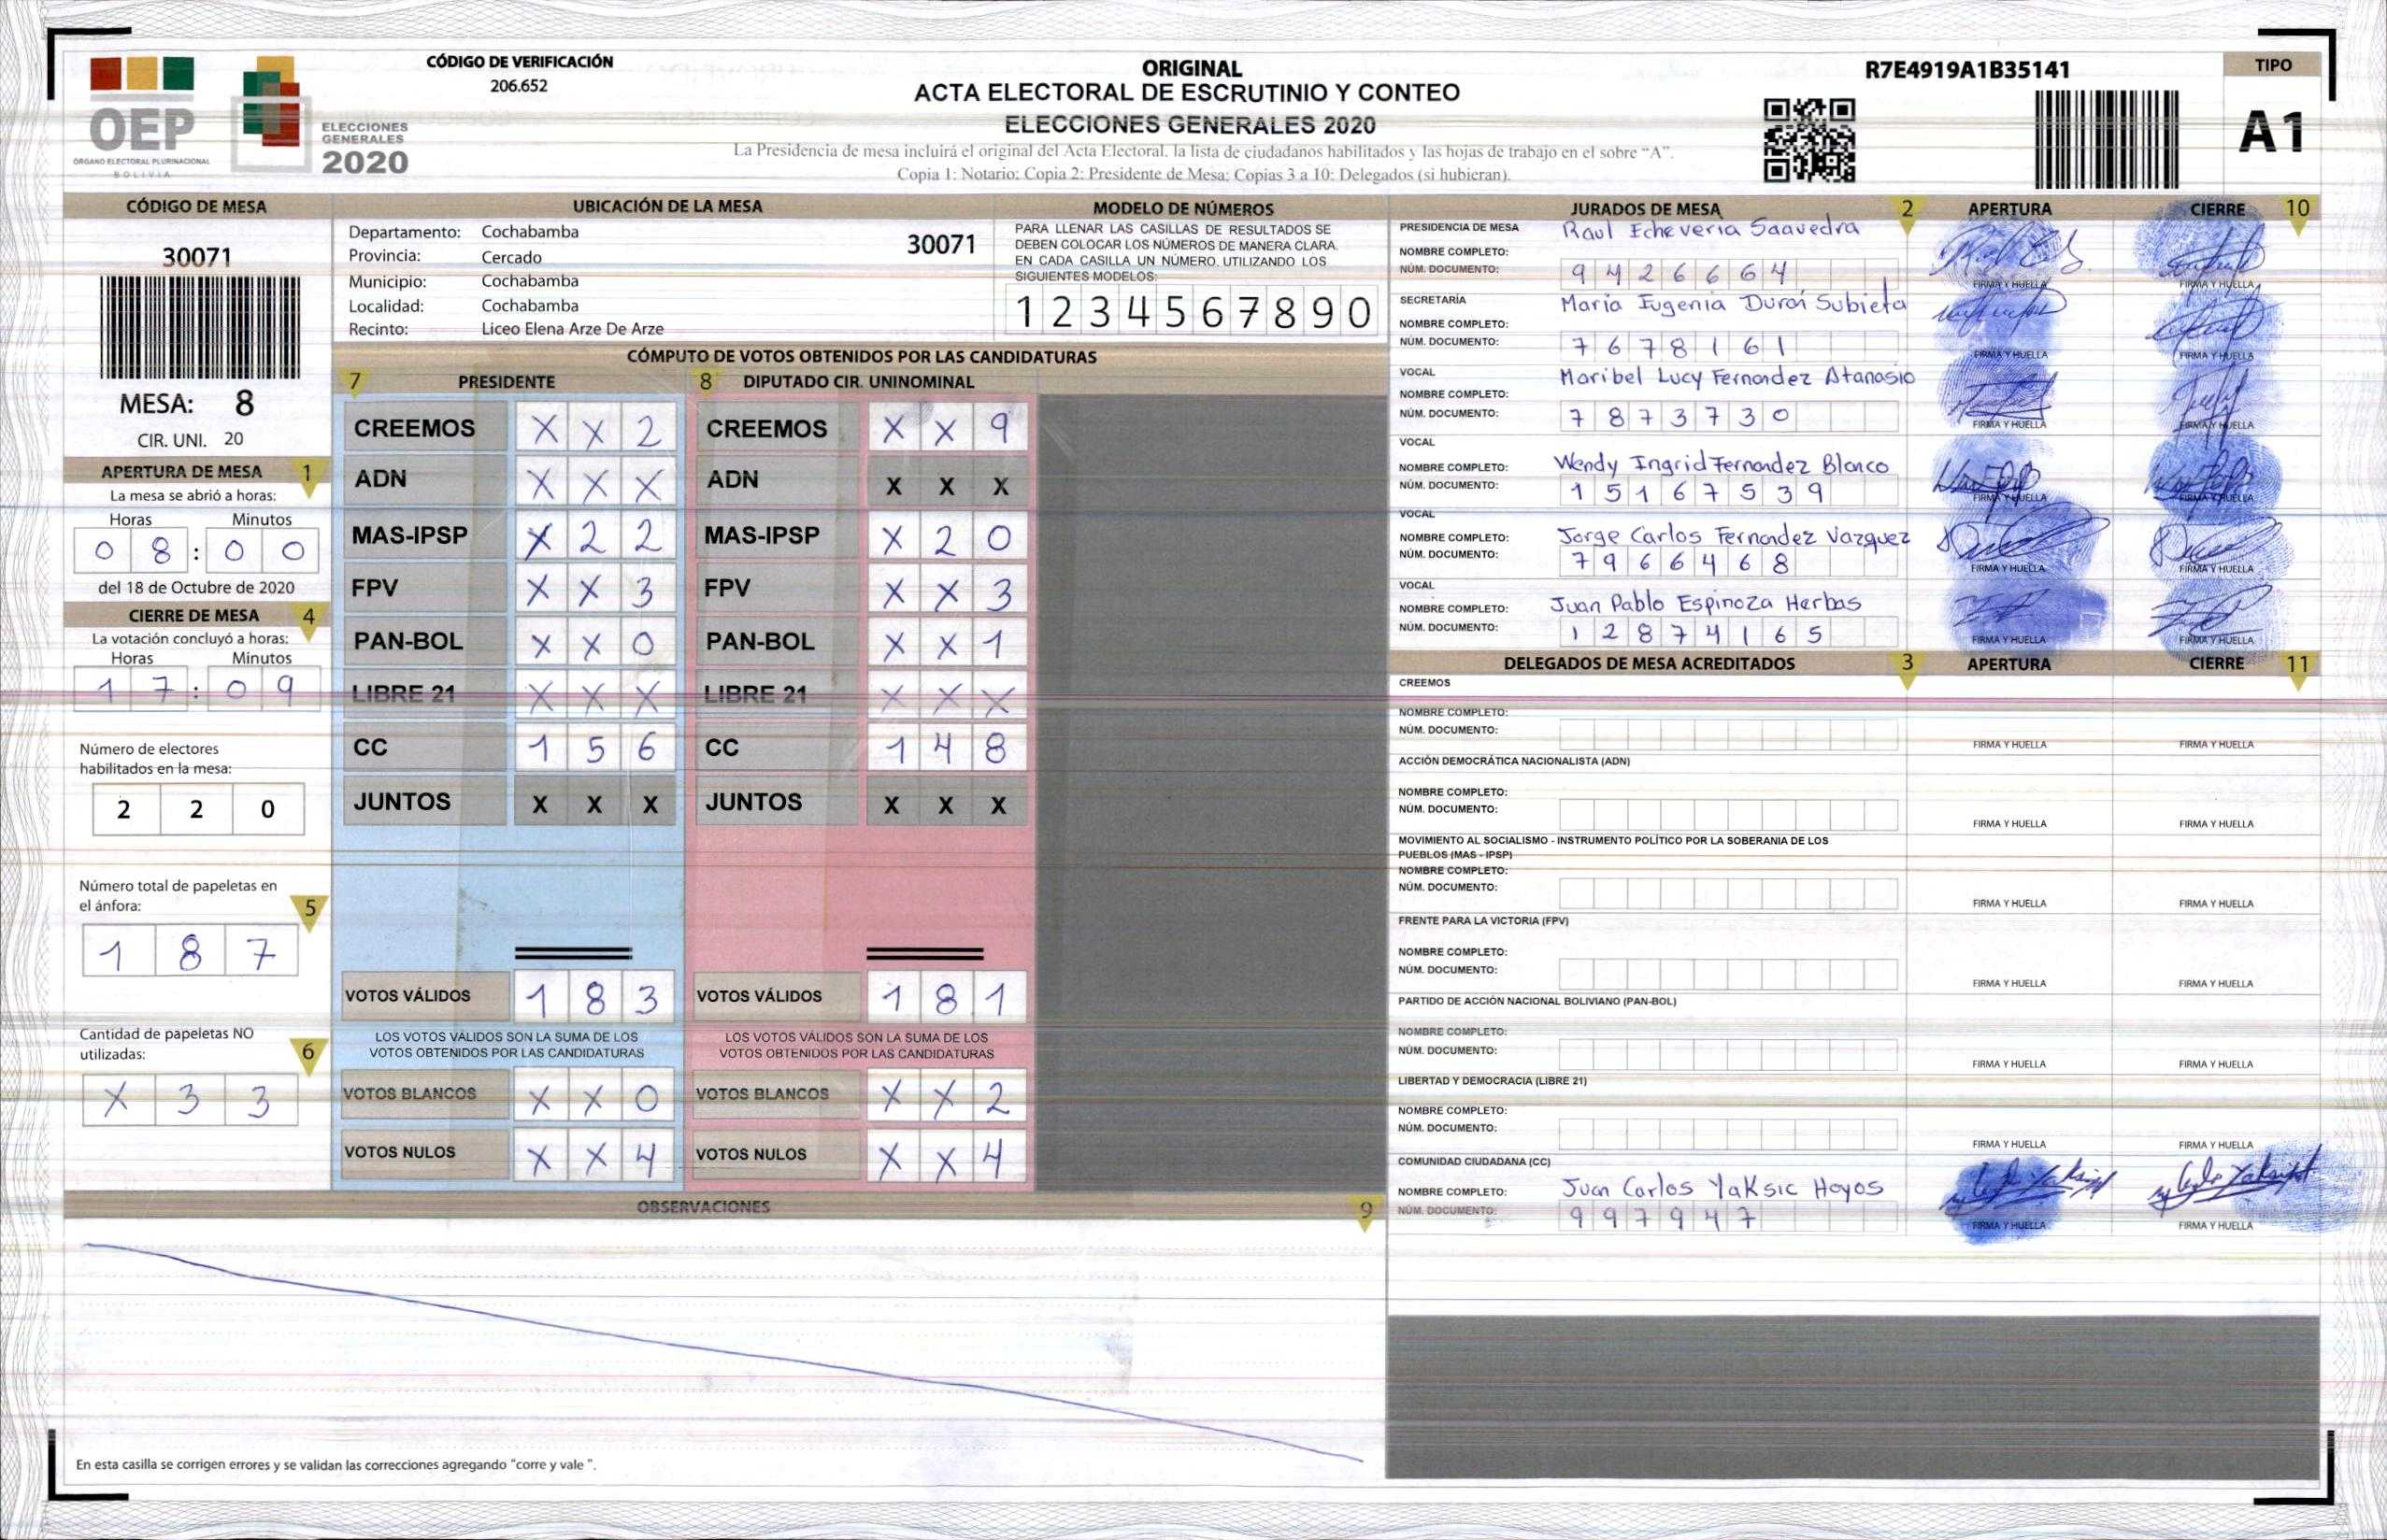 OEP
ÓRGANO ELECTORAL PLURINACIONAL
BOLIVIA
ELECCIONES
GENERALES
2020
CÓDIGO DE VERIFICACIÓN
206.652
ORIGINAL
ACTA ELECTORAL DE ESCRUTINIO Y CONTEO
ELECCIONES GENERALES 2020
La Presidencia de mesa incluirá el original del Acta Electoral, la lista de ciudadanos habilitados y las hojas de trabajo en el sobre “A”.
Copia 1: Notario; Copia 2: Presidente de Mesa; Copias 3 a 10: Delegados (si hubieran).
R7E4919A1B35141
TIPO
A1
CÓDIGO DE MESA
30071
MESA: 8
CIR. UNI. 20
APERTURA DE MESA 1
La mesa se abrió a horas:
Horas Minutos
0 8 : 0 0
del 18 de Octubre de 2020
CIERRE DE MESA 4
La votación concluyó a horas:
Horas Minutos
1 7 : 0 9
Número de electores
habilitados en la mesa:
2 2 0
Número total de papeletas en
el ánfora: 5
1 8 7
Cantidad de papeletas NO
utilizadas: 6
X 3 3
UBICACIÓN DE LA MESA
Departamento: Cochabamba
Provincia: Cercado
Municipio: Cochabamba
Localidad: Cochabamba
Recinto: Liceo Elena Arze De Arze
30071
MODELO DE NÚMEROS
PARA LLENAR LAS CASILLAS DE RESULTADOS SE
DEBEN COLOCAR LOS NÚMEROS DE MANERA CLARA.
EN CADA CASILLA UN NÚMERO, UTILIZANDO LOS
SIGUIENTES MODELOS:
1 2 3 4 5 6 7 8 9 0
CÓMPUTO DE VOTOS OBTENIDOS POR LAS CANDIDATURAS
7 PRESIDENTE
CREEMOS X X 2
ADN X X X
MAS-IPSP X 2 2
FPV X X 3
PAN-BOL X X 0
LIBRE 21 X X X
CC 1 5 6
JUNTOS X X X
VOTOS VÁLIDOS 1 8 3
LOS VOTOS VÁLIDOS SON LA SUMA DE LOS
VOTOS OBTENIDOS POR LAS CANDIDATURAS
VOTOS BLANCOS X X 0
VOTOS NULOS X X 4
8 DIPUTADO CIR. UNINOMINAL
CREEMOS X X 9
ADN X X X
MAS-IPSP X 2 0
FPV X X 3
PAN-BOL X X 1
LIBRE 21 X X X
CC 1 4 8
JUNTOS X X X
VOTOS VÁLIDOS 1 8 1
LOS VOTOS VÁLIDOS SON LA SUMA DE LOS
VOTOS OBTENIDOS POR LAS CANDIDATURAS
VOTOS BLANCOS X X 2
VOTOS NULOS X X 4
OBSERVACIONES 9
En esta casilla se corrigen errores y se validan las correcciones agregando "corre y vale ".
JURADOS DE MESA 2 APERTURA CIERRE 10
PRESIDENCIA DE MESA
NOMBRE COMPLETO: Raul Echeveria Saavedra
NÚM. DOCUMENTO: 9 4 2 6 6 6 4
FIRMA Y HUELLA FIRMA Y HUELLA
SECRETARÍA
NOMBRE COMPLETO: Maria Eugenia Duran Subieta
NÚM. DOCUMENTO: 7 6 7 8 1 6 1
FIRMA Y HUELLA FIRMA Y HUELLA
VOCAL
NOMBRE COMPLETO: Maribel Lucy Fernandez Atanasio
NÚM. DOCUMENTO: 7 8 7 3 7 3 0
FIRMA Y HUELLA FIRMA Y HUELLA
VOCAL
NOMBRE COMPLETO: Wendy Ingrid Fernandez Blanco
NÚM. DOCUMENTO: 1 5 1 6 7 5 3 9
FIRMA Y HUELLA FIRMA Y HUELLA
VOCAL
NOMBRE COMPLETO: Jorge Carlos Fernandez Vazquez
NÚM. DOCUMENTO: 7 9 6 6 4 6 8
FIRMA Y HUELLA FIRMA Y HUELLA
VOCAL
NOMBRE COMPLETO: Juan Pablo Espinoza Herbas
NÚM. DOCUMENTO: 1 2 8 7 4 1 6 5
FIRMA Y HUELLA FIRMA Y HUELLA
DELEGADOS DE MESA ACREDITADOS 3 APERTURA CIERRE 11
CREEMOS
NOMBRE COMPLETO:
NÚM. DOCUMENTO:
FIRMA Y HUELLA FIRMA Y HUELLA
ACCIÓN DEMOCRÁTICA NACIONALISTA (ADN)
NOMBRE COMPLETO:
NÚM. DOCUMENTO:
FIRMA Y HUELLA FIRMA Y HUELLA
MOVIMIENTO AL SOCIALISMO - INSTRUMENTO POLÍTICO POR LA SOBERANIA DE LOS
PUEBLOS (MAS - IPSP)
NOMBRE COMPLETO:
NÚM. DOCUMENTO:
FIRMA Y HUELLA FIRMA Y HUELLA
FRENTE PARA LA VICTORIA (FPV)
NOMBRE COMPLETO:
NÚM. DOCUMENTO:
FIRMA Y HUELLA FIRMA Y HUELLA
PARTIDO DE ACCIÓN NACIONAL BOLIVIANO (PAN-BOL)
NOMBRE COMPLETO:
NÚM. DOCUMENTO:
FIRMA Y HUELLA FIRMA Y HUELLA
LIBERTAD Y DEMOCRACIA (LIBRE 21)
NOMBRE COMPLETO:
NÚM. DOCUMENTO:
FIRMA Y HUELLA FIRMA Y HUELLA
COMUNIDAD CIUDADANA (CC)
NOMBRE COMPLETO: Juan Carlos Yaksic Hoyos
NÚM. DOCUMENTO: 9 9 7 9 4 7
FIRMA Y HUELLA FIRMA Y HUELLA